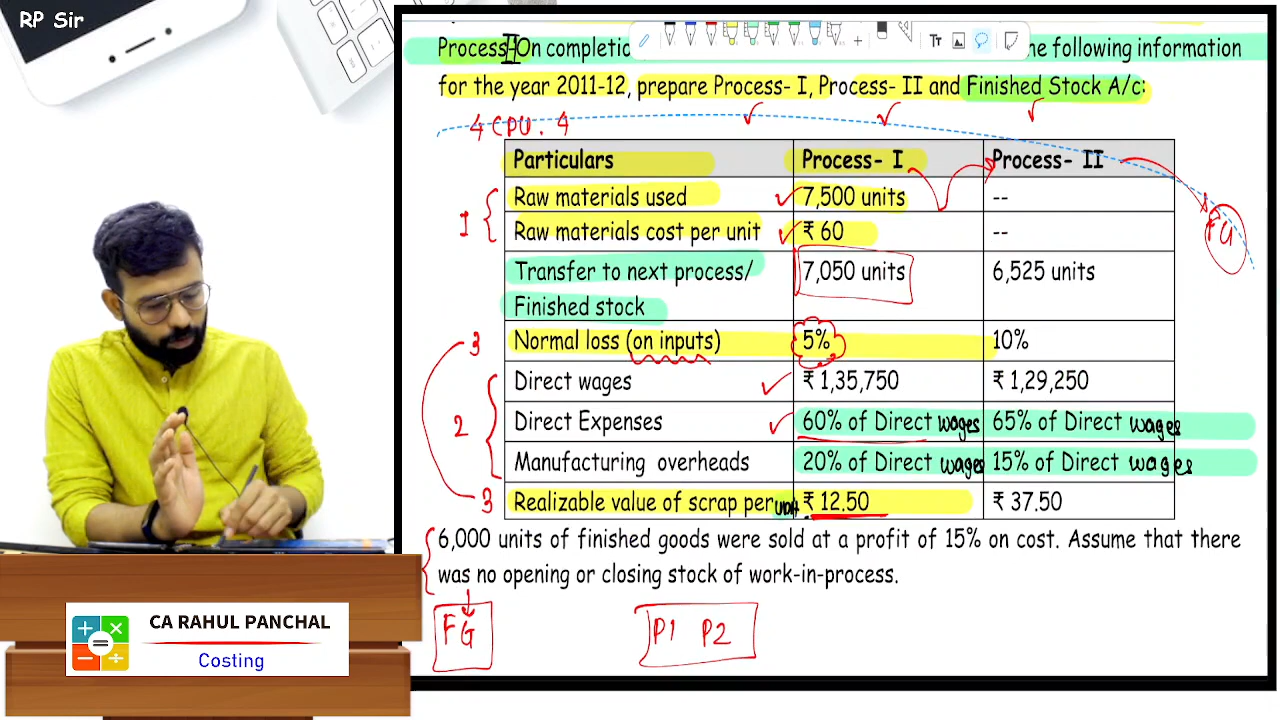 RP Sir
Process-II On completio he following information
for the year 2011-12, prepare Process- I, Process- II and Finished Stock A/c:
4 CPU. 4
Particulars Process- I Process- II
1 Raw materials used 7,500 units --
Raw materials cost per unit ₹ 60 --
FG
Transfer to next process/ 7,050 units 6,525 units
Finished stock
3 Normal loss (on inputs) 5% 10%
Direct wages ₹ 1,35,750 ₹ 1,29,250
2 Direct Expenses 60% of Direct wages 65% of Direct wages
Manufacturing overheads 20% of Direct wages 15% of Direct wages
3 Realizable value of scrap per unit. ₹ 12.50 ₹ 37.50
6,000 units of finished goods were sold at a profit of 15% on cost. Assume that there
was no opening or closing stock of work-in-process.
FG P1 P2
CA RAHUL PANCHAL
Costing